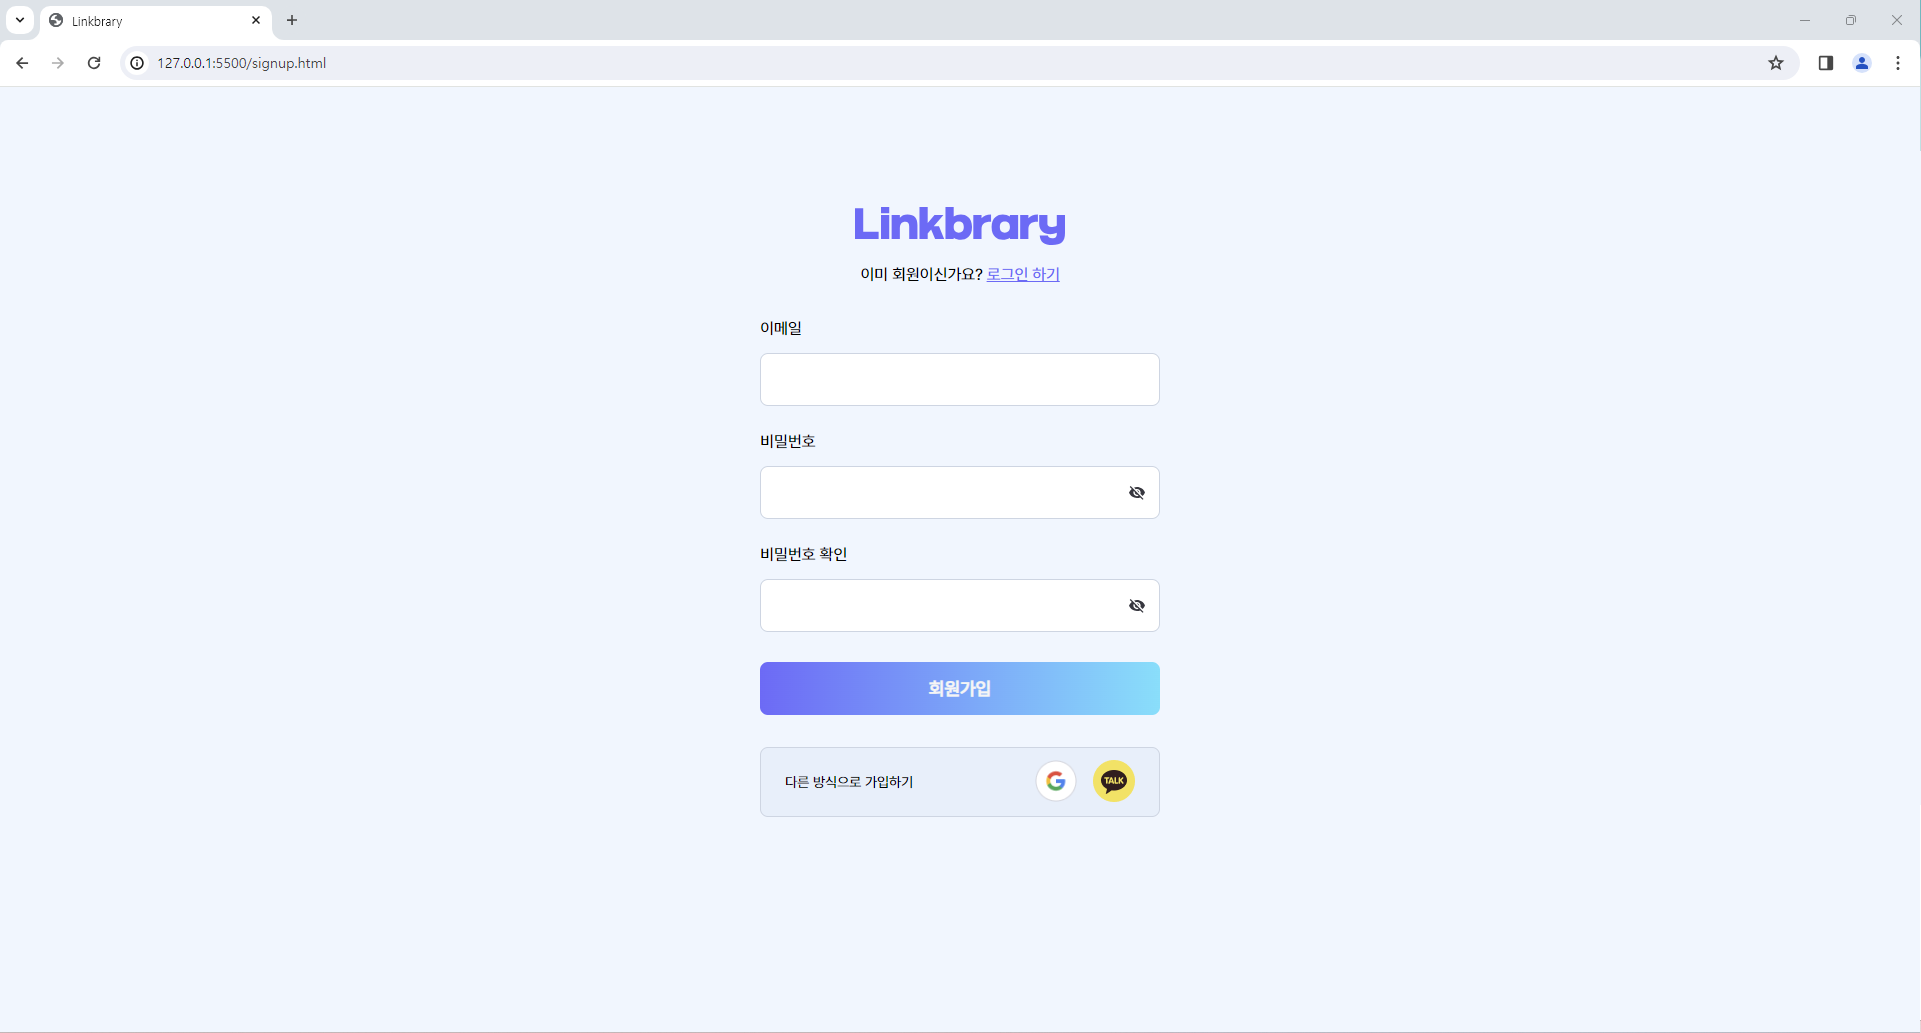 Linkbrary
127.0.0.1:5500/signup.html
Linkbrary
이미 회원이신가요? 로그인 하기
이메일
비밀번호
비밀번호 확인
회원가입
다른 방식으로 가입하기
TALK